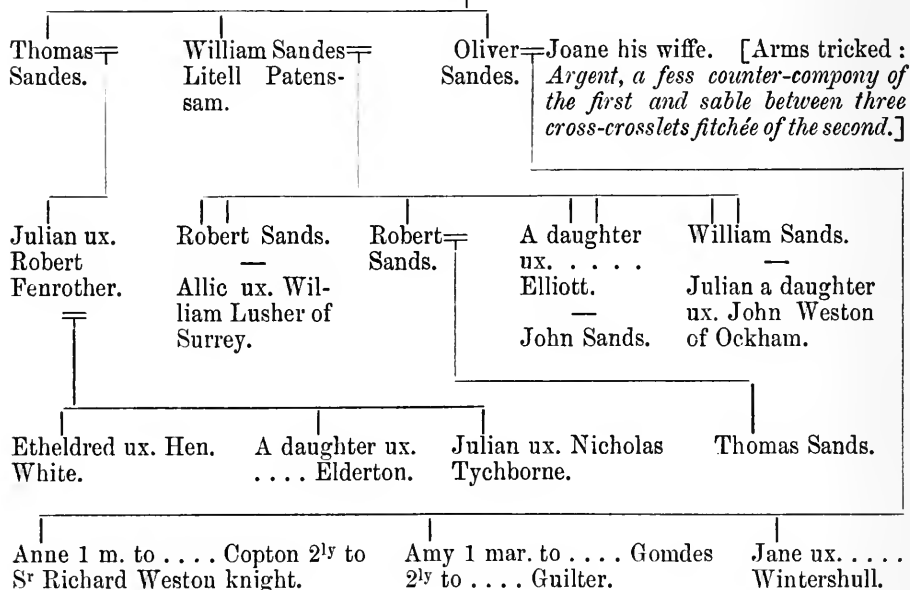 Thomas
Sandes.
William Sandes
Litell Patens-
sam.
Oliver
Sandes.
Joane his wiffe. [Arms tricked :
Argent, a fess counter-compony of
the first and sable between three
cross-crosslets fitchée of the second.]
Julian ux.
Robert
Fenrother.
Robert Sands.
—
Allic ux. Wil-
liam Lusher of
Surrey.
Robert
Sands.
A daughter
ux. . . . .
Elliott.
—
John Sands.
William Sands.
—
Julian a daughter
ux. John Weston
of Ockham.
Etheldred ux. Hen.
White.
A daughter ux.
. . . . Elderton.
Julian ux. Nicholas
Tychborne.
Thomas Sands.
Anne 1 m. to . . . . Copton 2ly to
Sr Richard Weston knight.
Amy 1 mar. to . . . . Gomdes
2ly to . . . . Guilter.
Jane ux. . . . .
Wintershull.